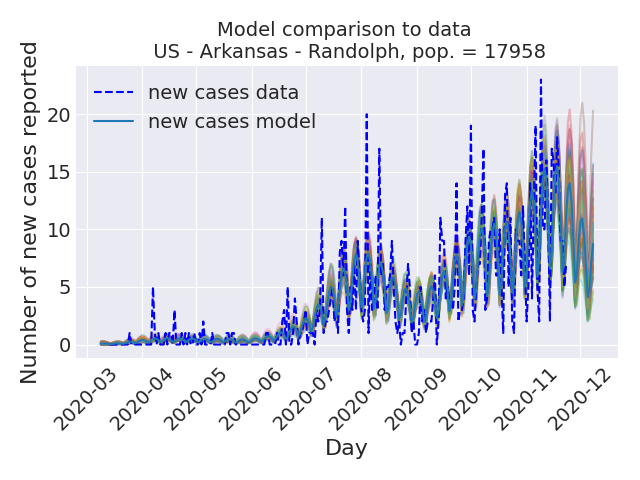 Model comparison to data
US - Arkansas - Randolph, pop. = 17958
Number of new cases reported
new cases data
new cases model
20
15
10
5
0
2020-03
2020-04
2020-05
2020-06
2020-07
2020-08
2020-09
2020-10
2020-11
2020-12
Day